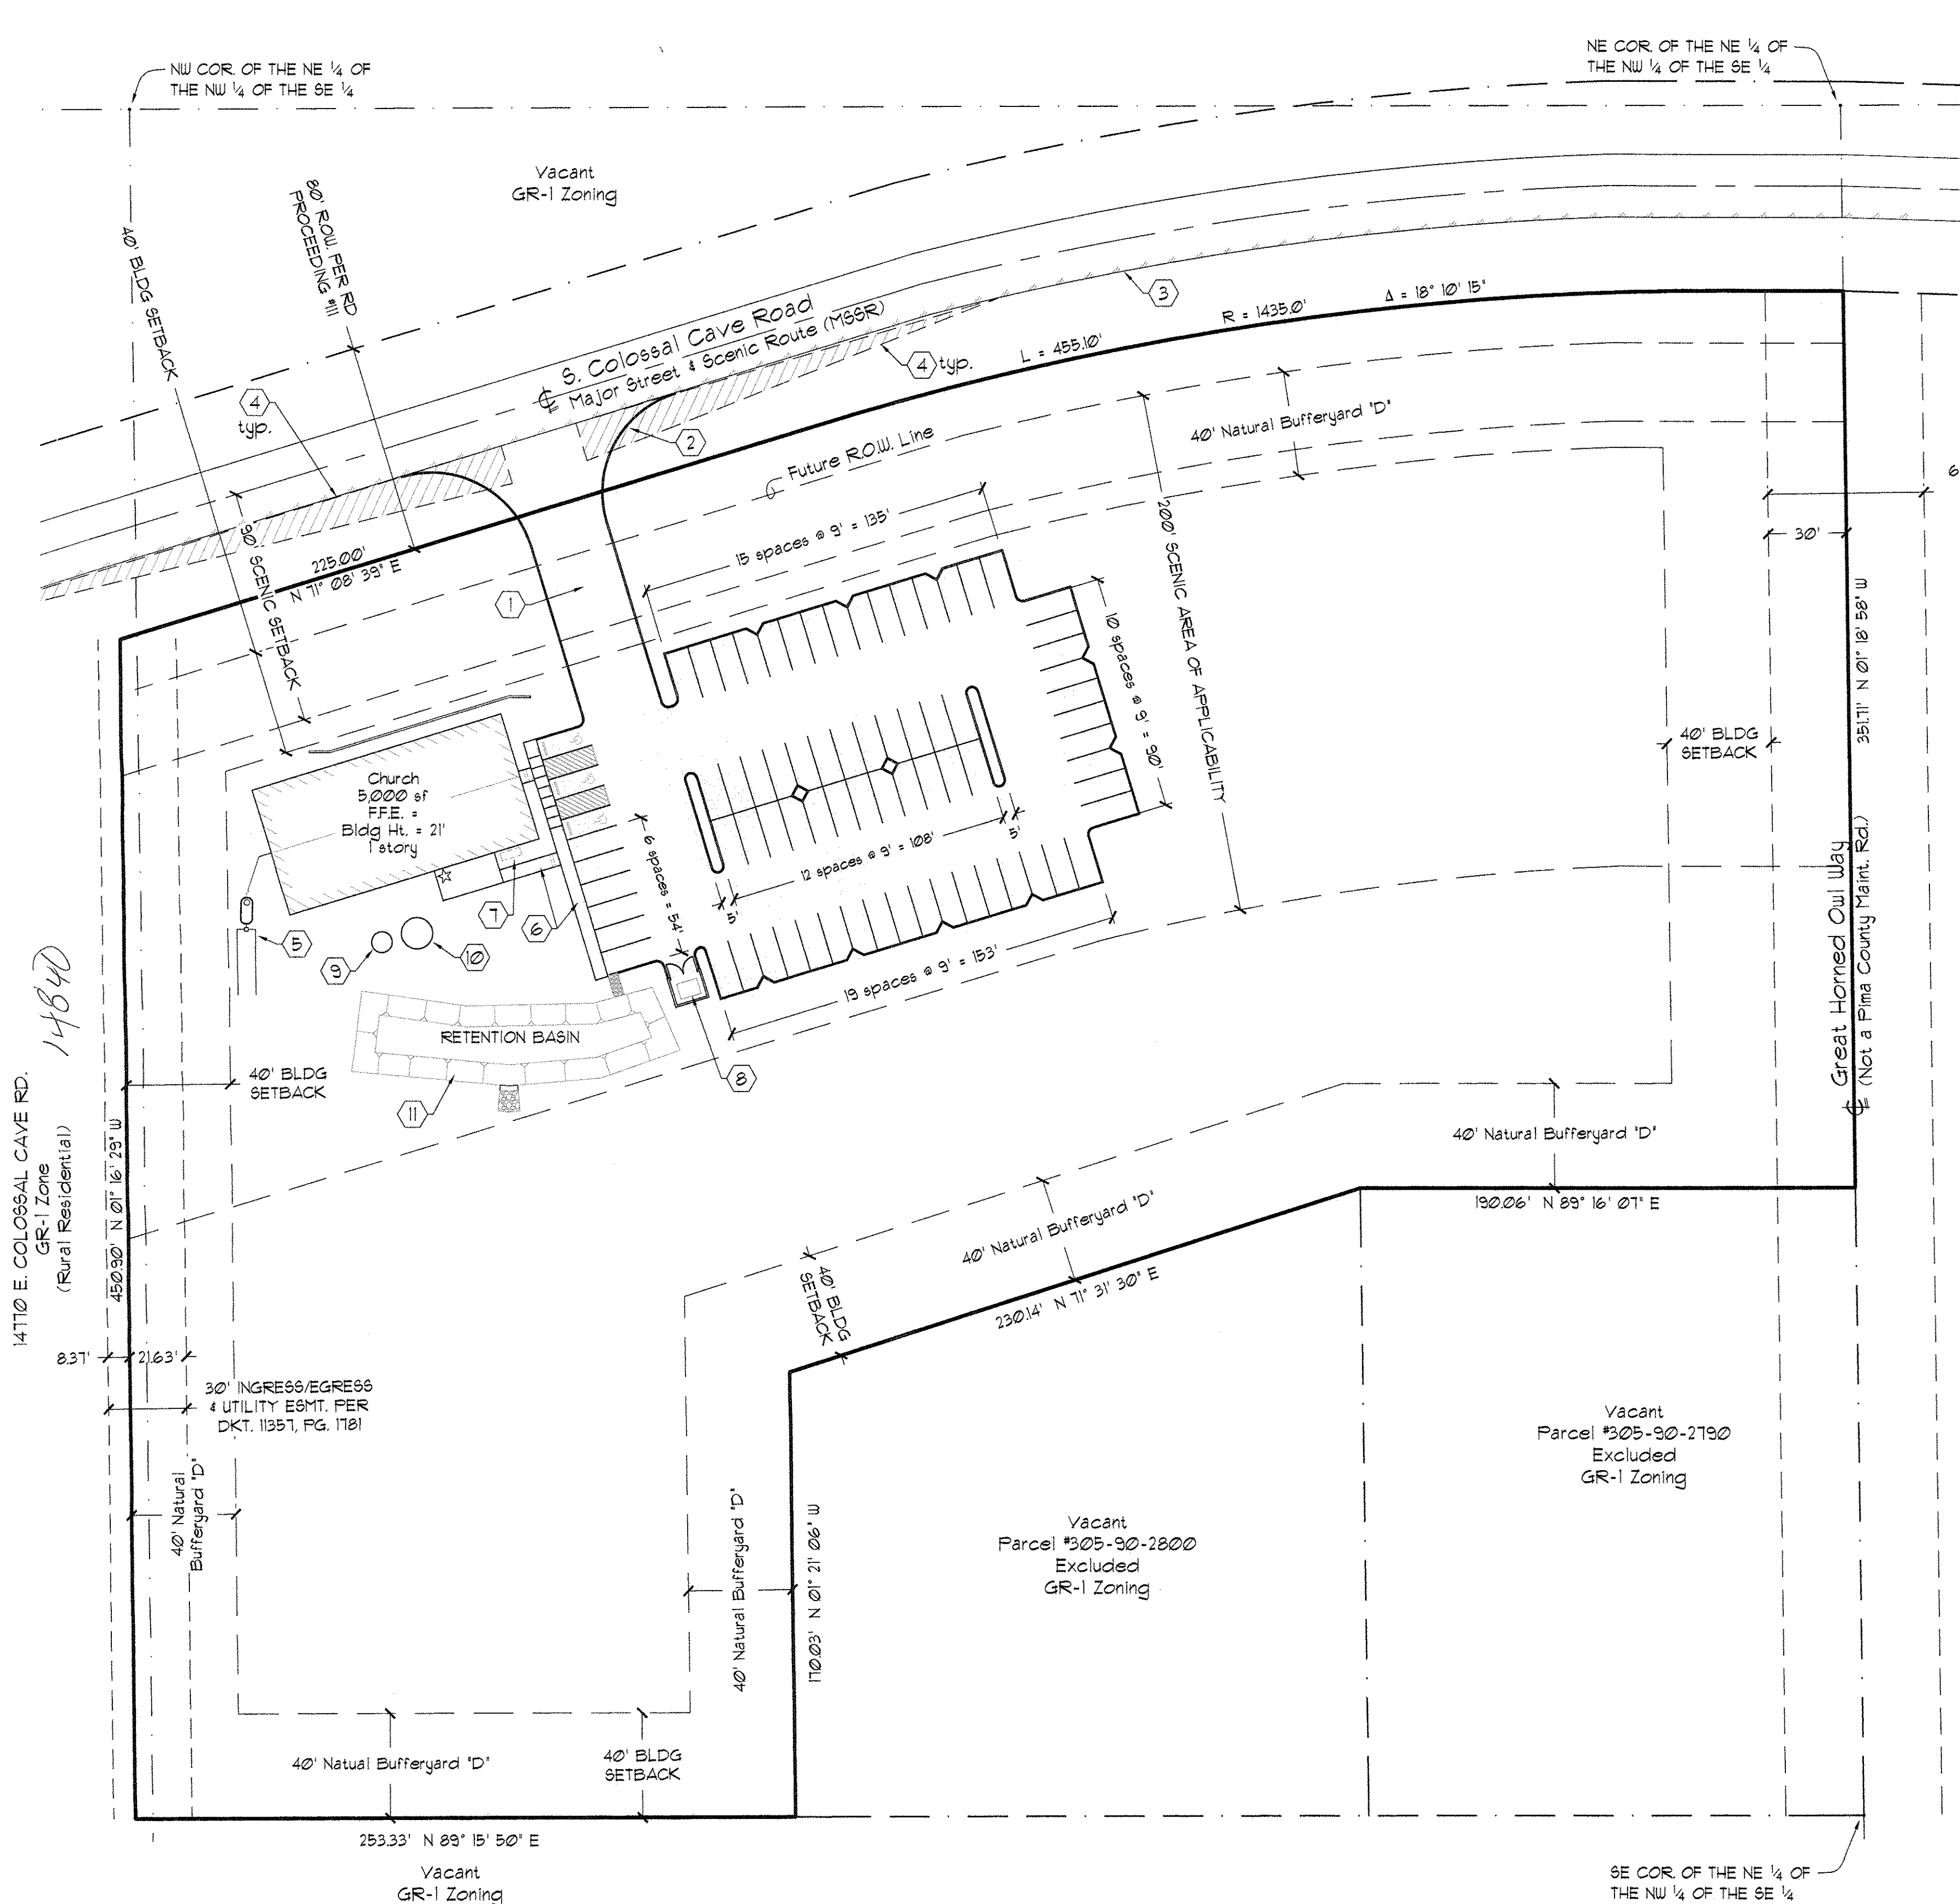 NW COR. OF THE NE ¼ OF
THE NW ¼ OF THE SE ¼
NE COR. OF THE NE ¼ OF
THE NW ¼ OF THE SE ¼
Vacant
GR-1 Zoning
40' BLDG SETBACK
80' R.O.W. PER RD
PROCEEDING #111
℄ S. Colossal Cave Road
Major Street & Scenic Route (MSSR)
3
4 typ.
4
typ.
2
1
L = 455.10'
R = 1435.0'
Δ = 18° 10' 15"
225.00'
N 71° 08' 39" E
90' SCENIC SETBACK
Future R.O.W. Line
40' Natural Bufferyard "D"
15 spaces @ 9' = 135'
200' SCENIC AREA OF APPLICABILITY
10 spaces @ 9' = 90'
6
30'
351.71' N 01° 18' 58" W
40' BLDG
SETBACK
Church
5,000 sf
F.F.E. =
Bldg Ht. = 21'
1 story
6 spaces = 54'
12 spaces @ 9' = 108'
5'
5'
19 spaces @ 9' = 153'
5
7
6
9
10
RETENTION BASIN
8
11
Great Horned Owl Way
(Not a Pima County Maint. Rd.)
℄
14840
14770 E. COLOSSAL CAVE RD.
GR-1 Zone
(Rural Residential)
450.90' N 01° 16' 29" W
40' BLDG
SETBACK
40' Natural Bufferyard "D"
190.06' N 89° 16' 07" E
40' Natural Bufferyard "D"
230.14' N 71° 31' 30" E
40' BLDG
SETBACK
8.37'
21.63'
30' INGRESS/EGRESS
& UTILITY ESMT. PER
DKT. 11357, PG. 1781
40' Natural
Bufferyard "D"
40' Natural Bufferyard "D"
170.03' N 01° 21' 06" W
Vacant
Parcel #305-90-2800
Excluded
GR-1 Zoning
Vacant
Parcel #305-90-2790
Excluded
GR-1 Zoning
40' Natual Bufferyard "D"
40' BLDG
SETBACK
253.33' N 89° 15' 50" E
Vacant
GR-1 Zoning
SE COR. OF THE NE ¼ OF
THE NW ¼ OF THE SE ¼